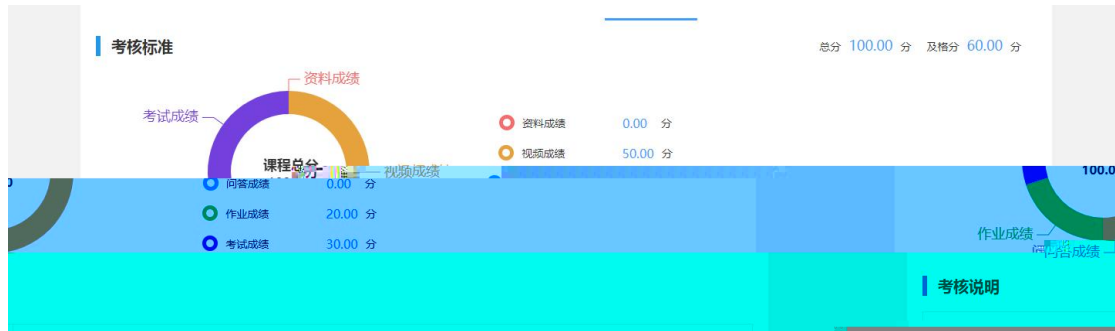 考核标准
总分 100.00 分 及格分 60.00 分
资料成绩
考试成绩
资料成绩 0.00 分
视频成绩 50.00 分
课程总分
视频成绩
100.0
问答成绩 0.00 分
作业成绩 20.00 分
考试成绩 30.00 分
作业成绩
问答成绩
考核说明